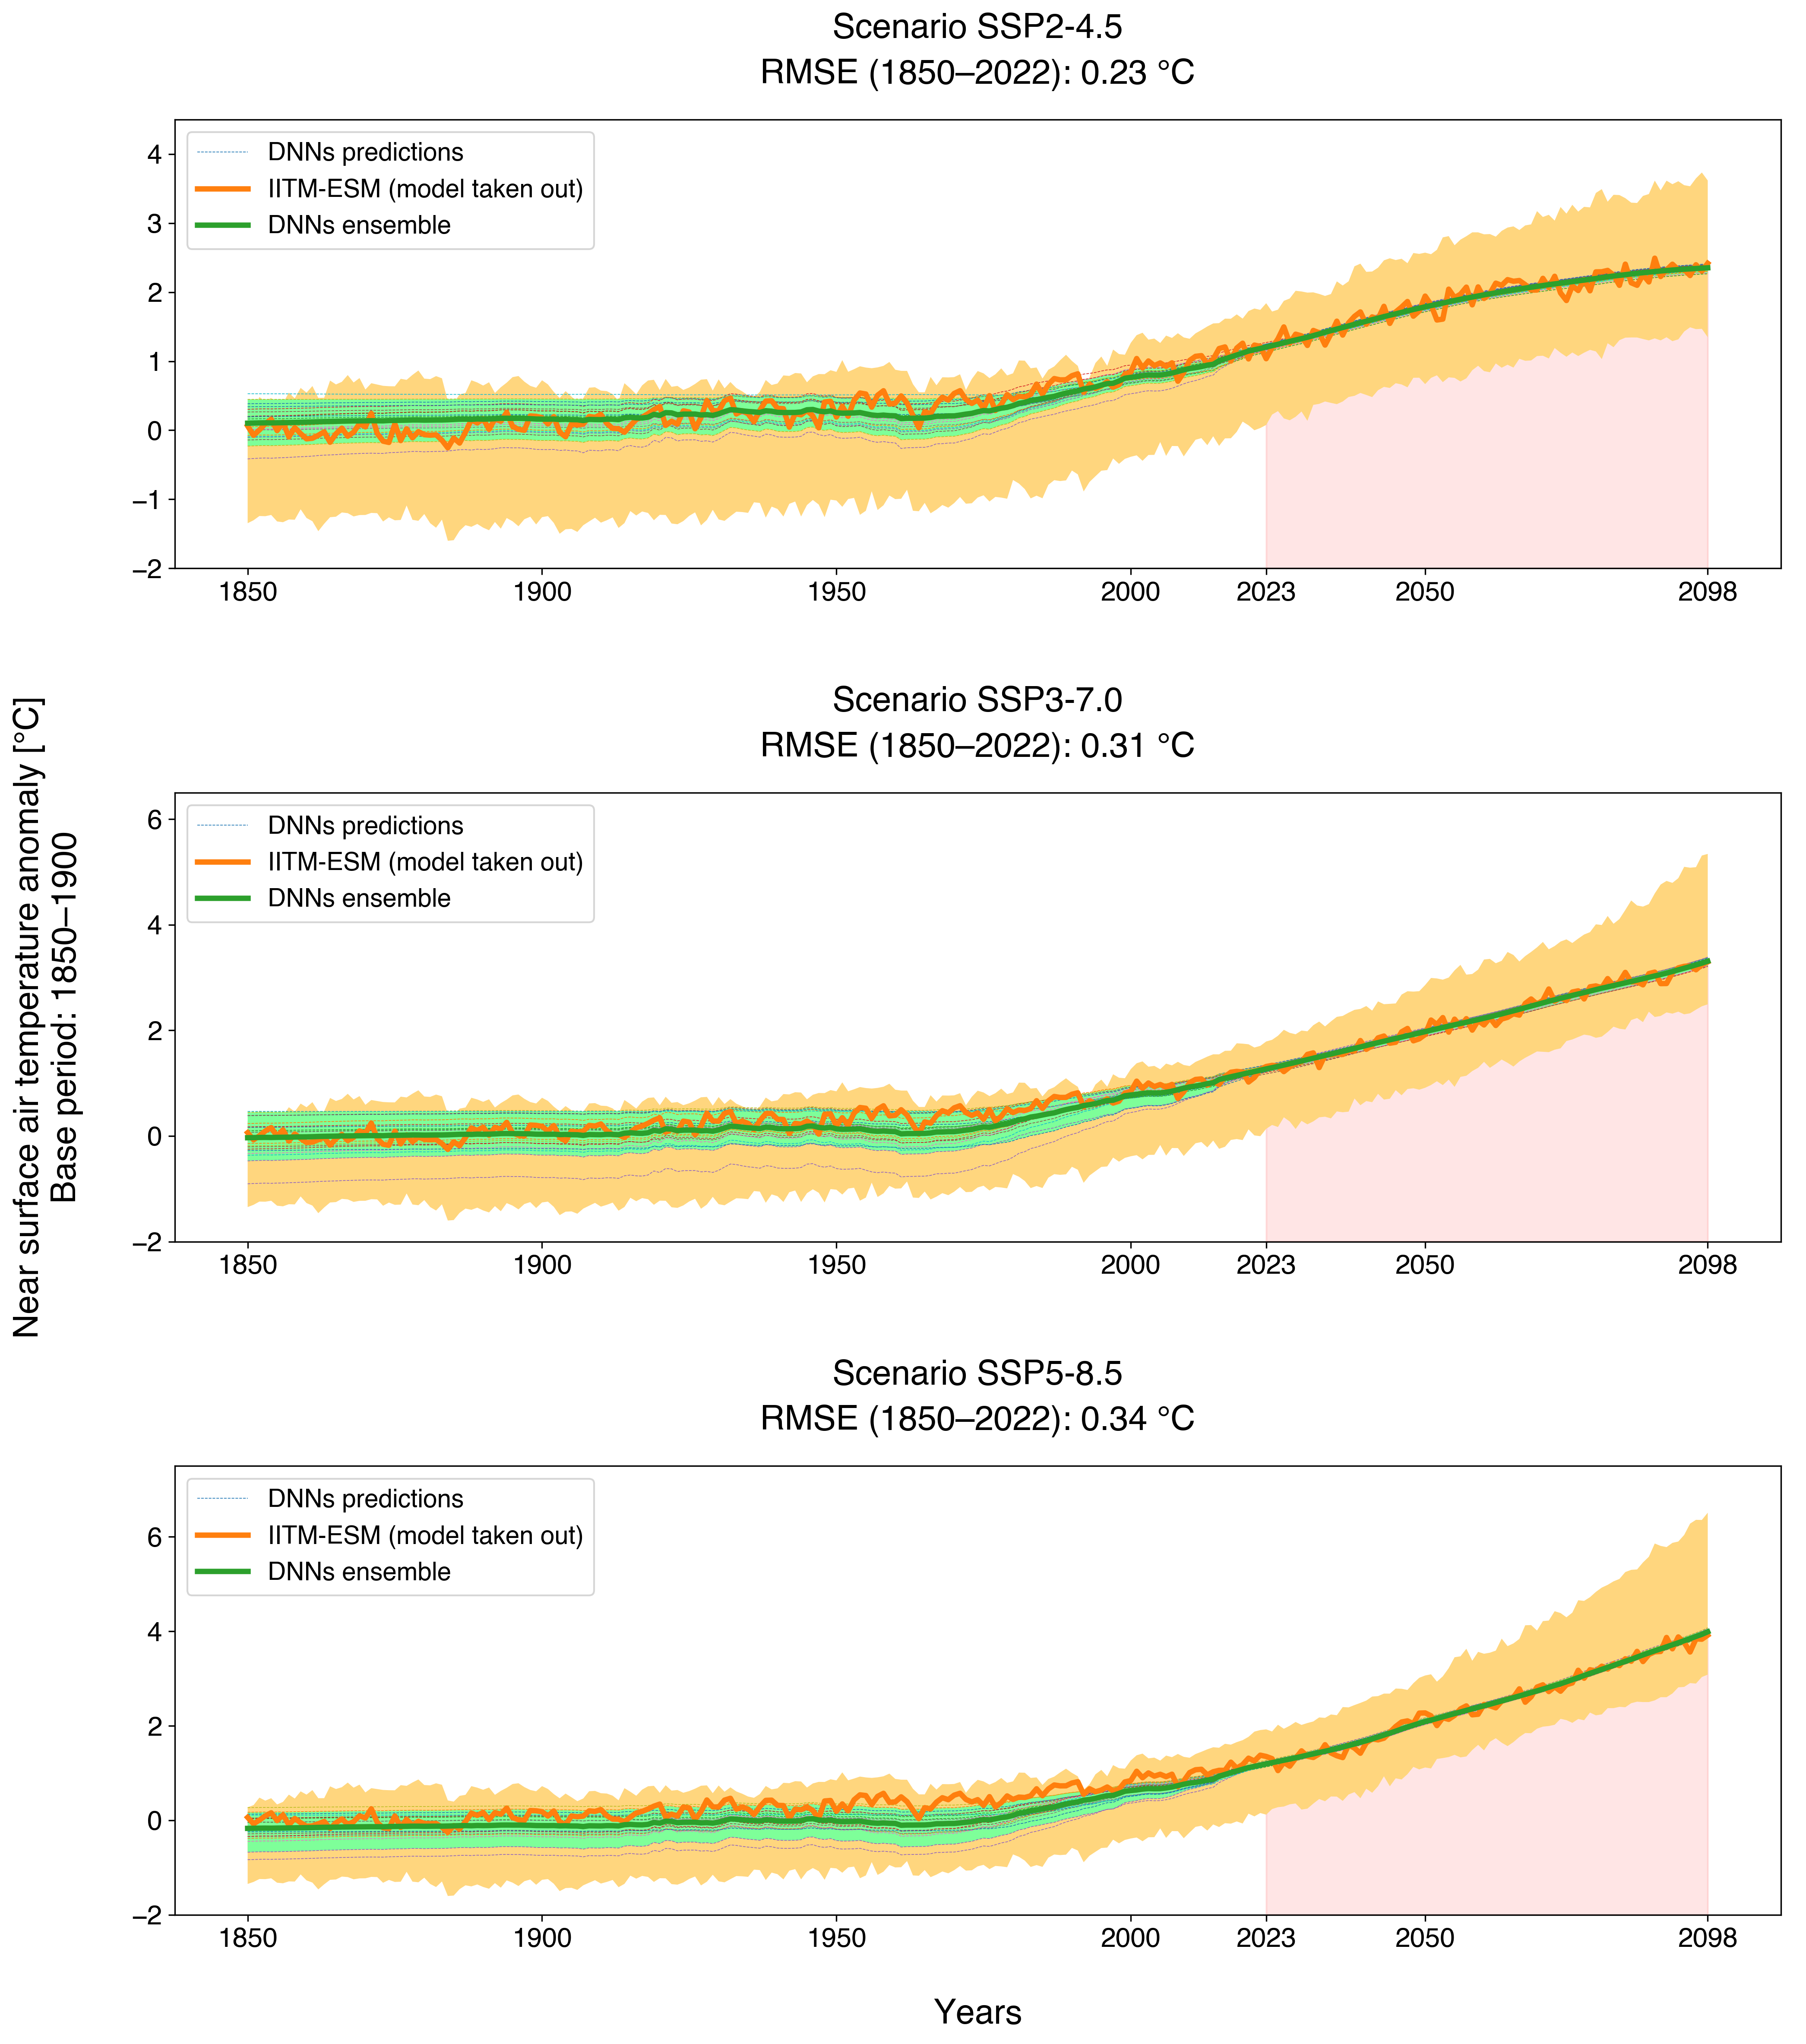 Scenario SSP2-4.5
RMSE (1850–2022): 0.23 °C
DNNs predictions
IITM-ESM (model taken out)
DNNs ensemble
4
3
2
1
0
−1
−2
1850 1900 1950 2000 2023 2050 2098
Near surface air temperature anomaly [°C]
Base period: 1850–1900
Scenario SSP3-7.0
RMSE (1850–2022): 0.31 °C
DNNs predictions
IITM-ESM (model taken out)
DNNs ensemble
6
4
2
0
−2
1850 1900 1950 2000 2023 2050 2098
Scenario SSP5-8.5
RMSE (1850–2022): 0.34 °C
DNNs predictions
IITM-ESM (model taken out)
DNNs ensemble
6
4
2
0
−2
1850 1900 1950 2000 2023 2050 2098
Years